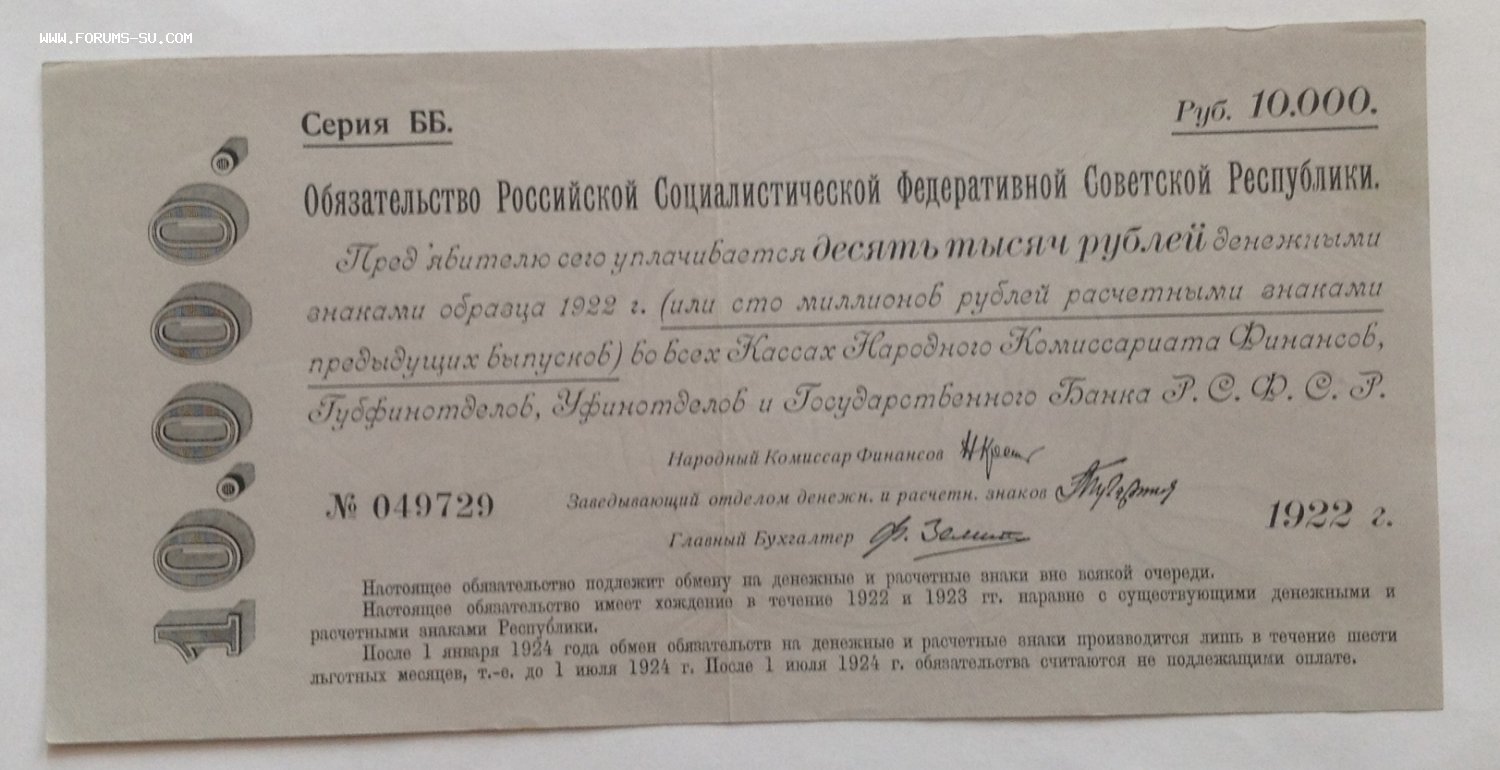 WWW.FORUMS-SU.COM
Серия ББ.
Руб. 10.000.
Обязательство Российской Социалистической Федеративной Советской Республики.
Пред'явителю сего уплачивается десять тысяч рублей денежными
знаками образца 1922 г. (или сто миллионов рублей расчетными знаками
предыдущих выпусков) во всех Кассах Народного Комиссариата Финансов,
Губфинотделов, Уфинотделов и Государственного Банка Р. С. Ф. С. Р.
Народный Комиссар Финансов
№ 049729
Заведывающий отделом денежн. и расчетн. знаков
1922 г.
Главный Бухгалтер
Настоящее обязательство подлежит обмену на денежные и расчетные знаки вне всякой очереди.
Настоящее обязательство имеет хождение в течение 1922 и 1923 гг. наравне с существующими денежными и
расчетными знаками Республики.
После 1 января 1924 года обмен обязательств на денежные и расчетные знаки производится лишь в течение шести
льготных месяцев, т.-е. до 1 июля 1924 г. После 1 июля 1924 г. обязательства считаются не подлежащими оплате.
10.000.